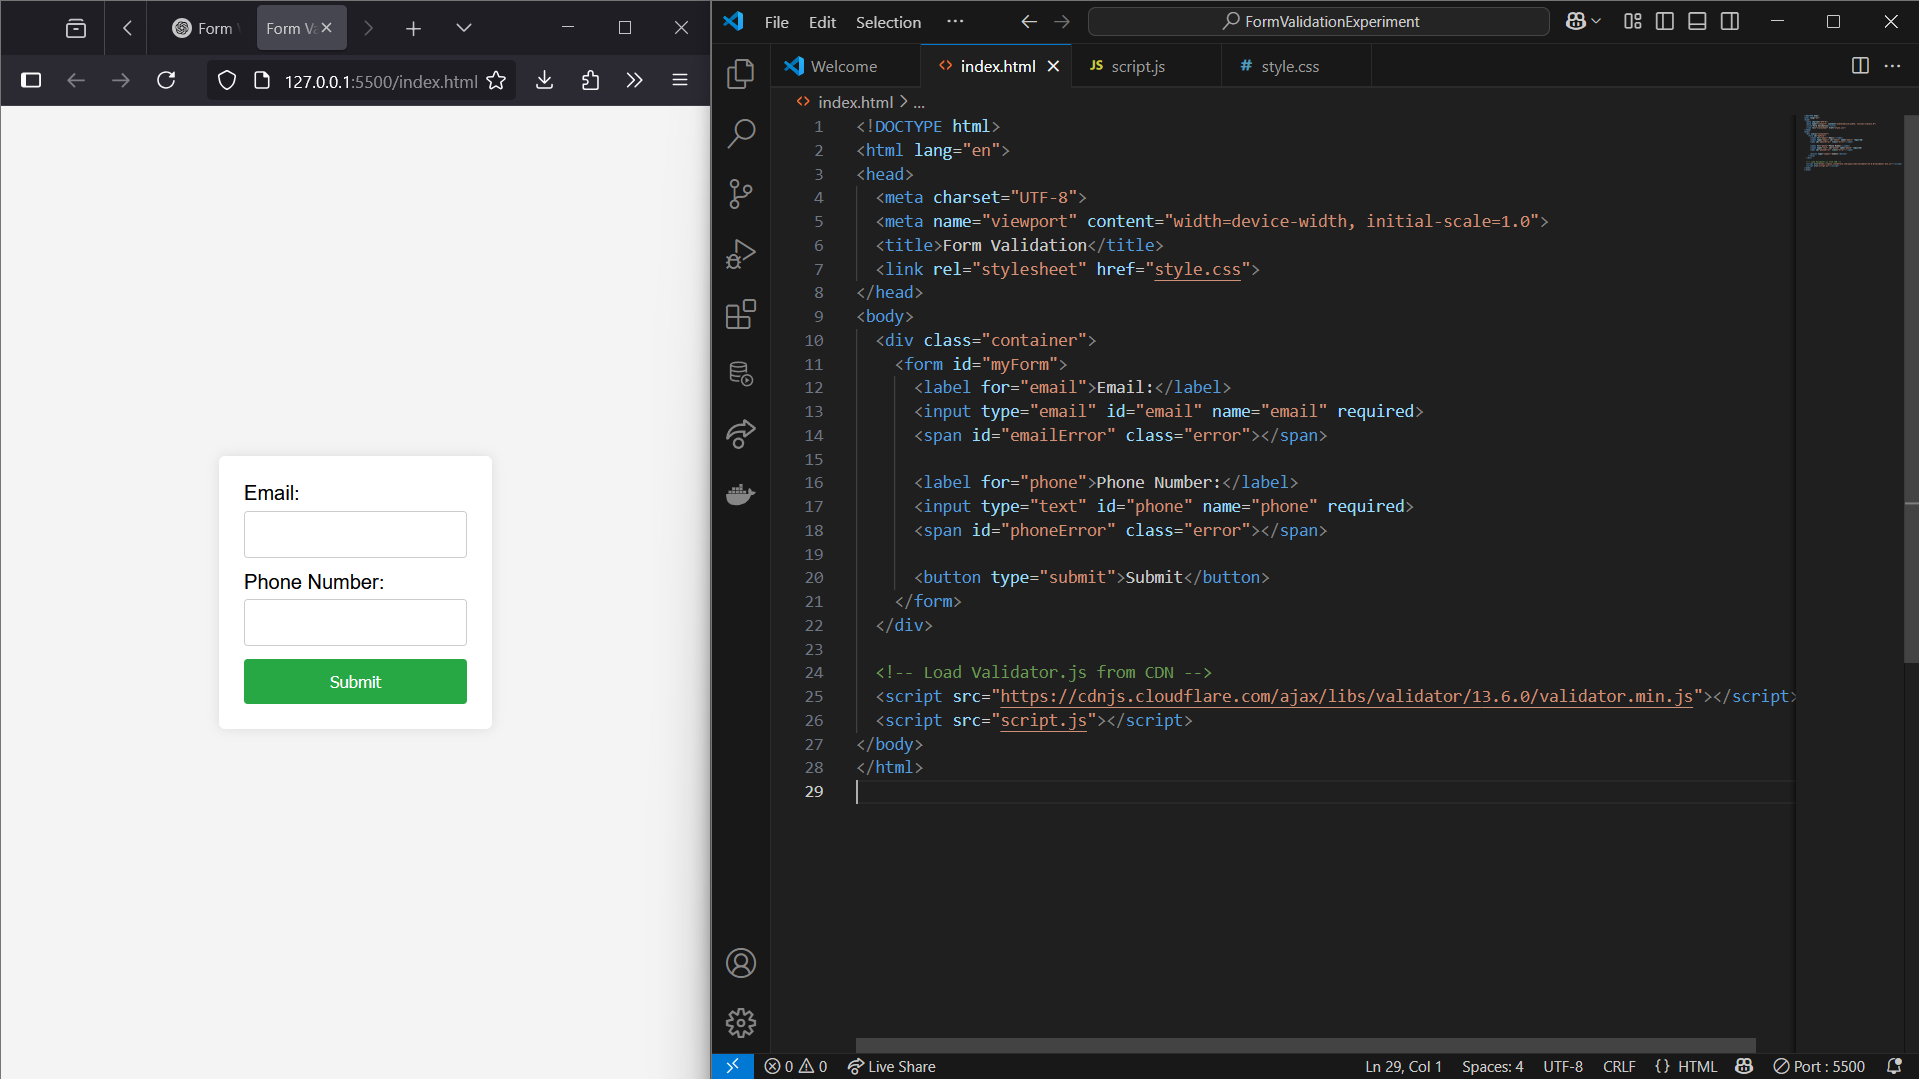 Form
Form Va
127.0.0.1:5500/index.html
Email:
Phone Number:
Submit
File Edit Selection ...
FormValidationExperiment
Welcome
index.html
JS script.js
# style.css
index.html > ...
1 <!DOCTYPE html>
2 <html lang="en">
3 <head>
4 <meta charset="UTF-8">
5 <meta name="viewport" content="width=device-width, initial-scale=1.0">
6 <title>Form Validation</title>
7 <link rel="stylesheet" href="style.css">
8 </head>
9 <body>
10 <div class="container">
11 <form id="myForm">
12 <label for="email">Email:</label>
13 <input type="email" id="email" name="email" required>
14 <span id="emailError" class="error"></span>
15
16 <label for="phone">Phone Number:</label>
17 <input type="text" id="phone" name="phone" required>
18 <span id="phoneError" class="error"></span>
19
20 <button type="submit">Submit</button>
21 </form>
22 </div>
23
24 <!-- Load Validator.js from CDN -->
25 <script src="https://cdnjs.cloudflare.com/ajax/libs/validator/13.6.0/validator.min.js"></script>
26 <script src="script.js"></script>
27 </body>
28 </html>
29
0 0 Live Share Ln 29, Col 1 Spaces: 4 UTF-8 CRLF {} HTML Port : 5500